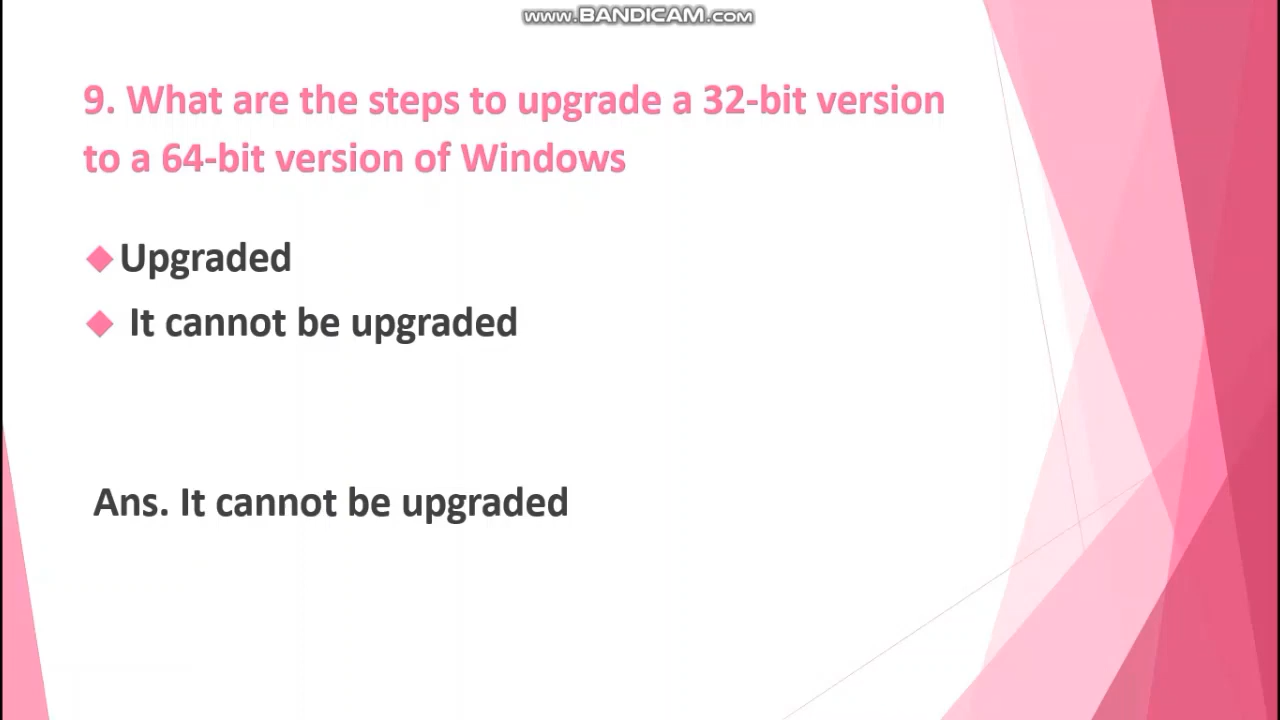 www.BANDICAM.com
9. What are the steps to upgrade a 32-bit version
to a 64-bit version of Windows
Upgraded
It cannot be upgraded
Ans. It cannot be upgraded